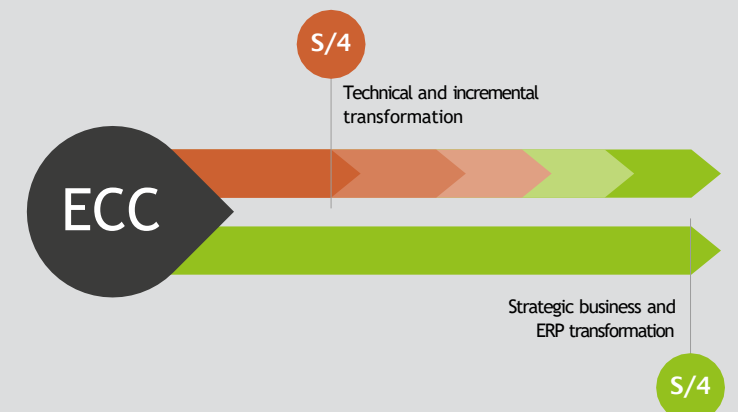 S/4
Technical and incremental
transformation
ECC
Strategic business and
ERP transformation
S/4